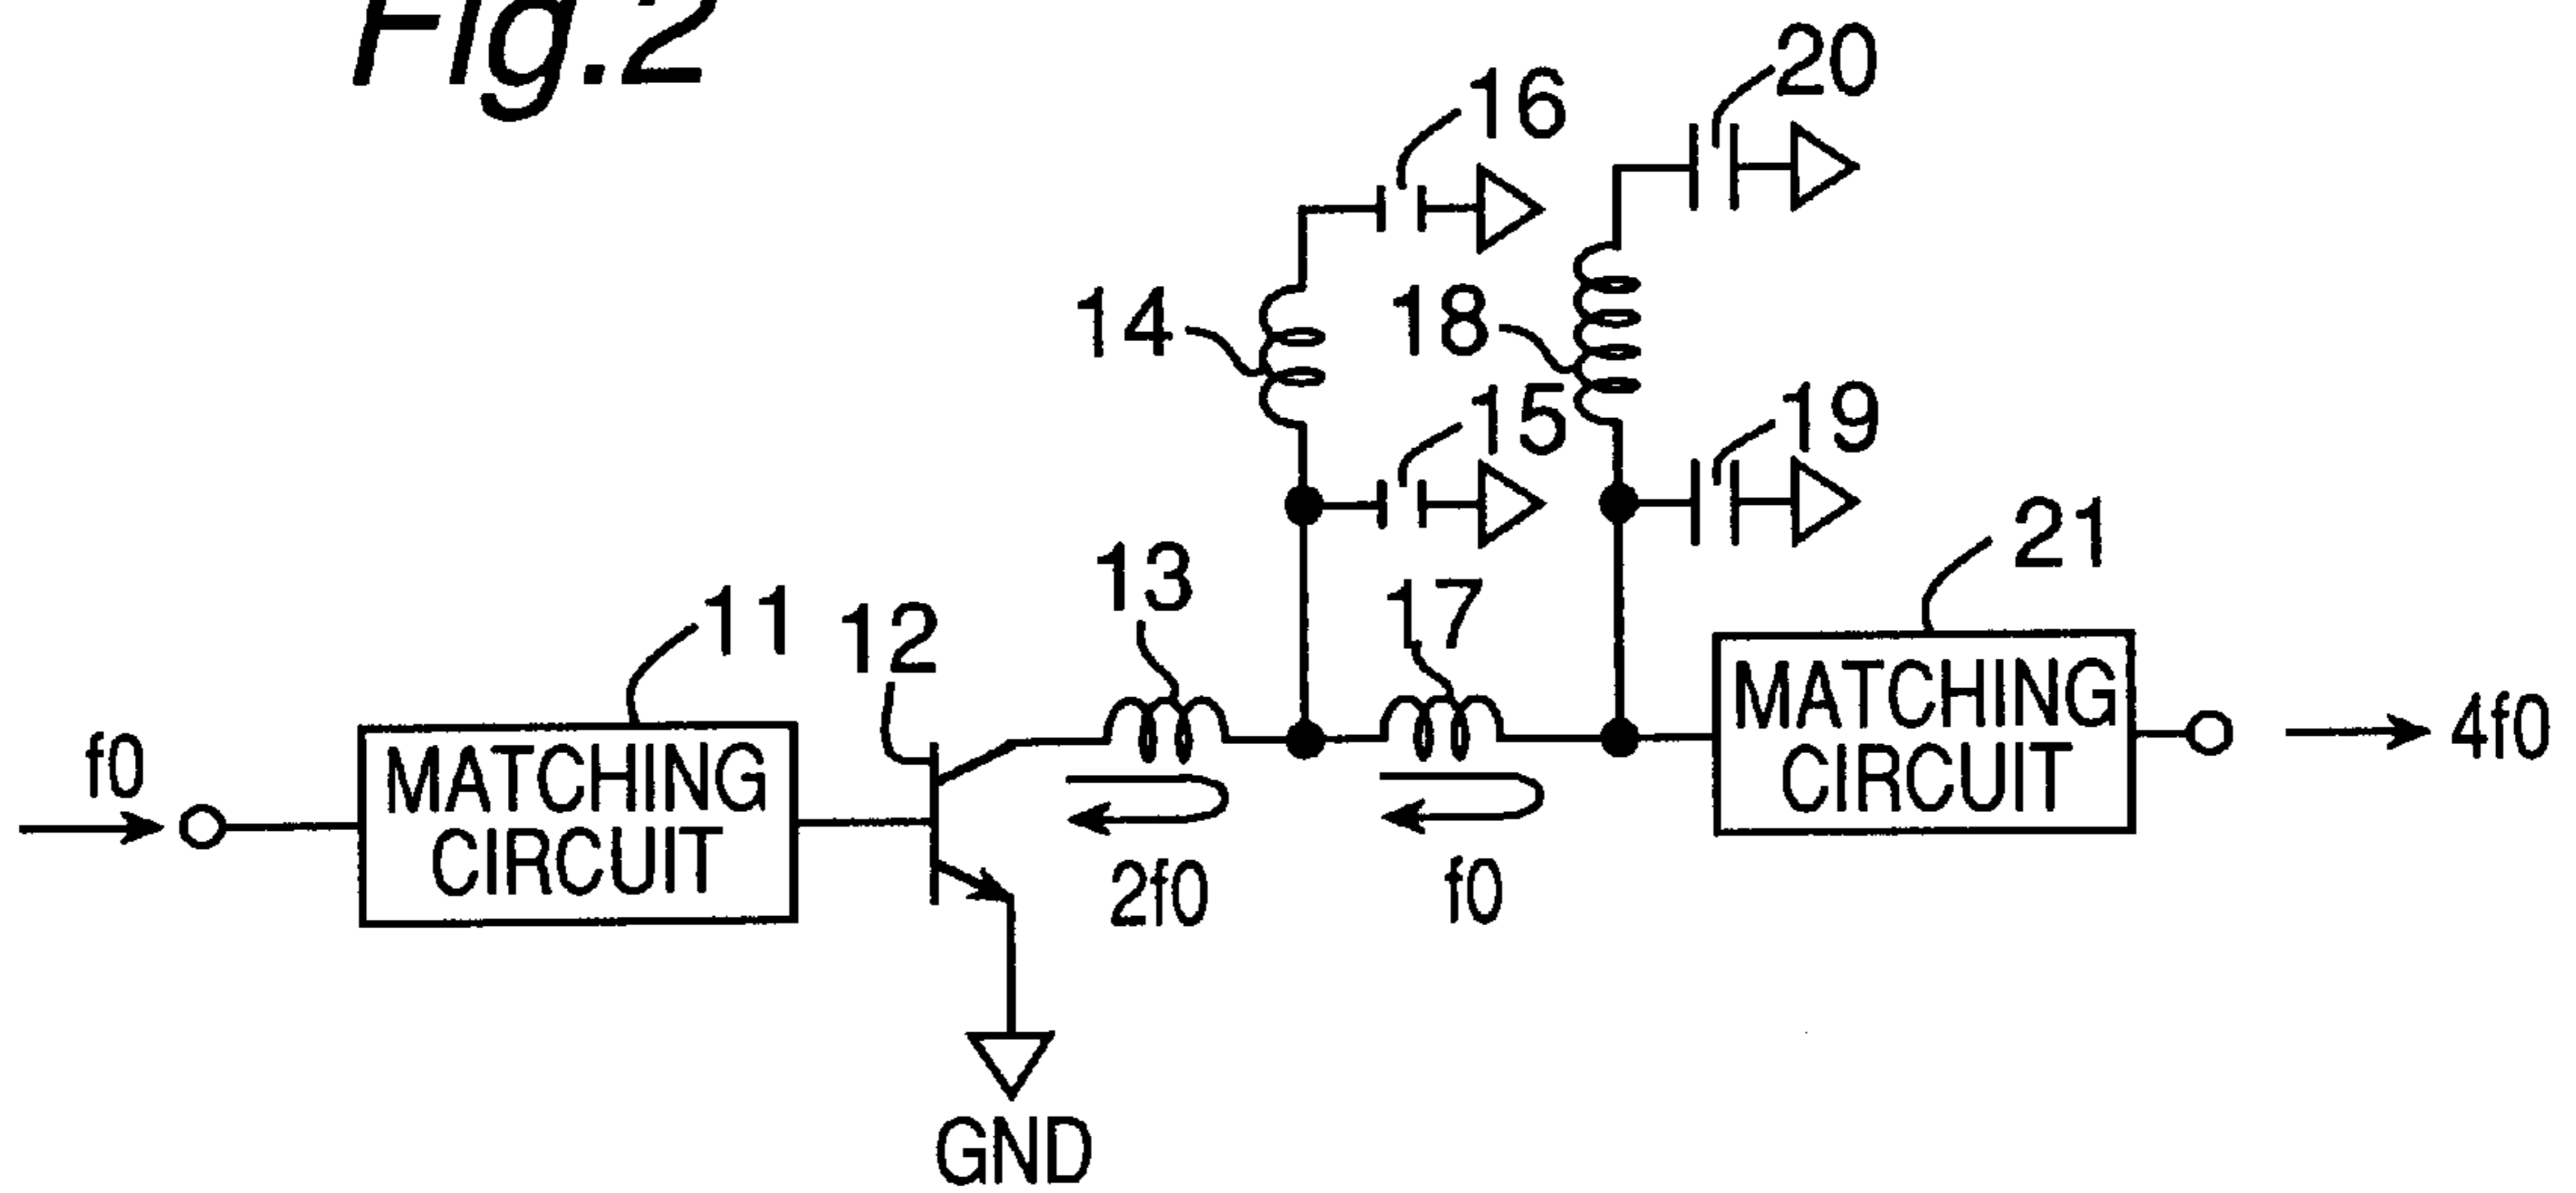 Fig.2
20
16
14
18
15
19
21
13
17
11
12
f0
MATCHING
CIRCUIT
MATCHING
CIRCUIT
4f0
2f0
f0
GND